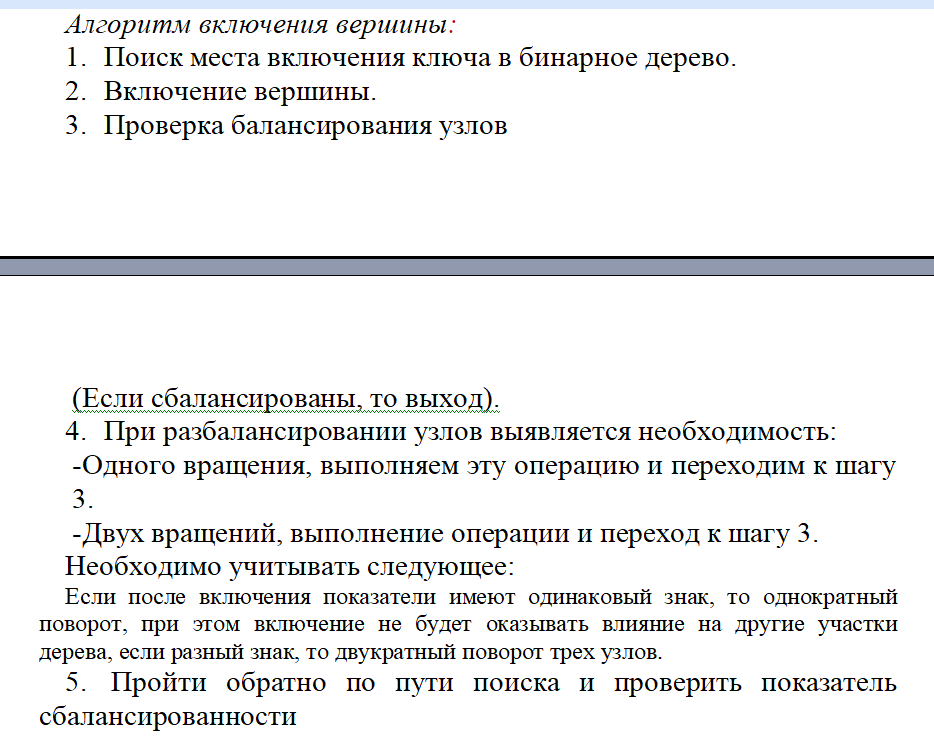 Алгоритм включения вершины:
1. Поиск места включения ключа в бинарное дерево.
2. Включение вершины.
3. Проверка балансирования узлов
(Если сбалансированы, то выход).
4. При разбалансировании узлов выявляется необходимость:
-Одного вращения, выполняем эту операцию и переходим к шагу
3.
-Двух вращений, выполнение операции и переход к шагу 3.
Необходимо учитывать следующее:
Если после включения показатели имеют одинаковый знак, то однократный
поворот, при этом включение не будет оказывать влияние на другие участки
дерева, если разный знак, то двукратный поворот трех узлов.
5. Пройти обратно по пути поиска и проверить показатель
сбалансированности